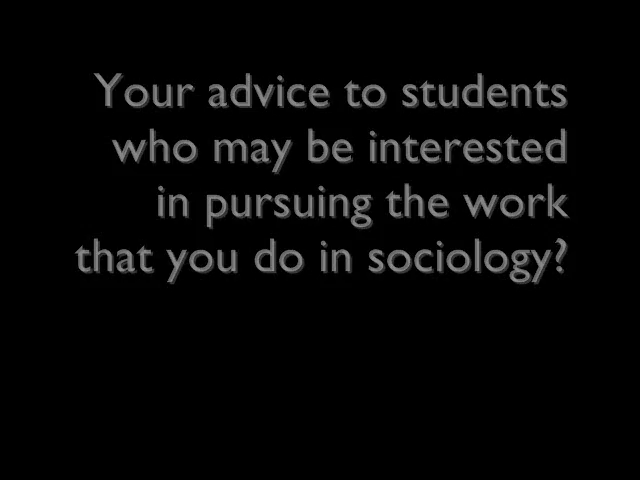 Your advice to students
who may be interested
in pursuing the work
that you do in sociology?